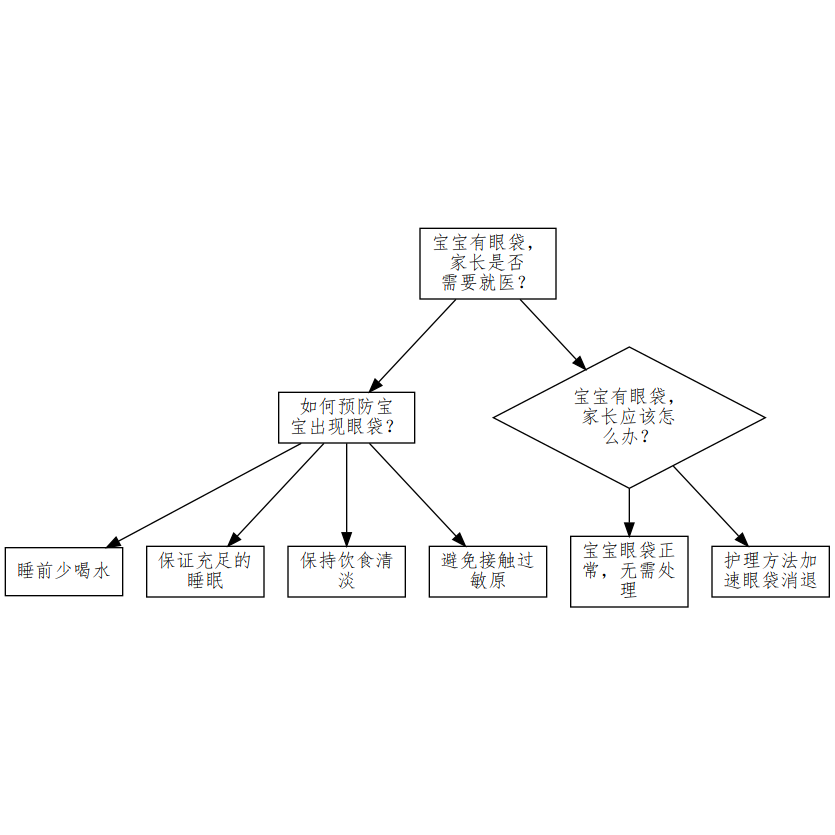 宝宝有眼袋，
家长是否
需要就医？
如何预防宝
宝出现眼袋？
宝宝有眼袋，
家长应该怎
么办？
睡前少喝水
保证充足的
睡眠
保持饮食清
淡
避免接触过
敏原
宝宝眼袋正
常，无需处
理
护理方法加
速眼袋消退